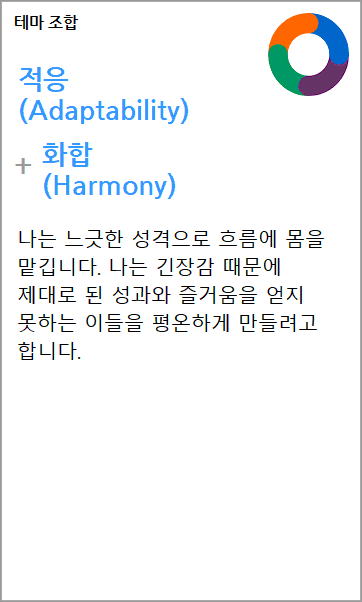 테마 조합
적응
(Adaptability)
+ 화합
(Harmony)
나는 느긋한 성격으로 흐름에 몸을
맡깁니다. 나는 긴장감 때문에
제대로 된 성과와 즐거움을 얻지
못하는 이들을 평온하게 만들려고
합니다.